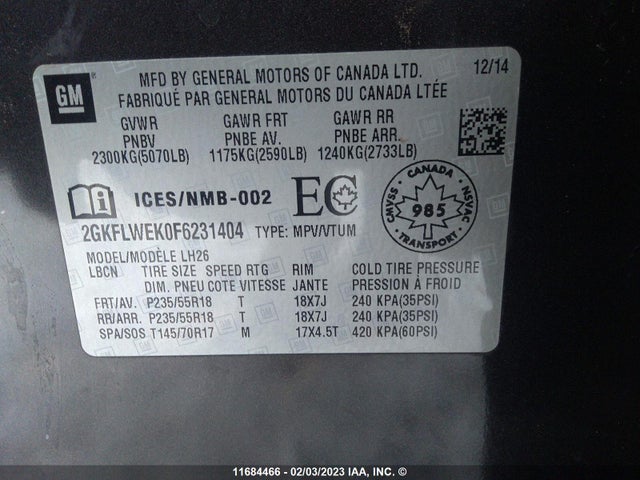 GM
MFD BY GENERAL MOTORS OF CANADA LTD. 12/14
FABRIQUÉ PAR GENERAL MOTORS DU CANADA LTÉE
GVWR GAWR FRT GAWR RR
PNBV PNBE AV. PNBE ARR.
2300KG(5070LB) 1175KG(2590LB) 1240KG(2733LB)
ICES/NMB-002 EC
CANADA
CMVSS 985 NSVAC
TRANSPORT
2GKFLWEK0F6231404 TYPE: MPV/VTUM
MODEL/MODÈLE LH26
LBCN TIRE SIZE SPEED RTG RIM COLD TIRE PRESSURE
DIM. PNEU COTE VITESSE JANTE PRESSION À FROID
FRT/AV. P235/55R18 T 18X7J 240 KPA(35PSI)
RR/ARR. P235/55R18 T 18X7J 240 KPA(35PSI)
SPA/SOS T145/70R17 M 17X4.5T 420 KPA(60PSI)
11684466 - 02/03/2023 IAA, INC. ©